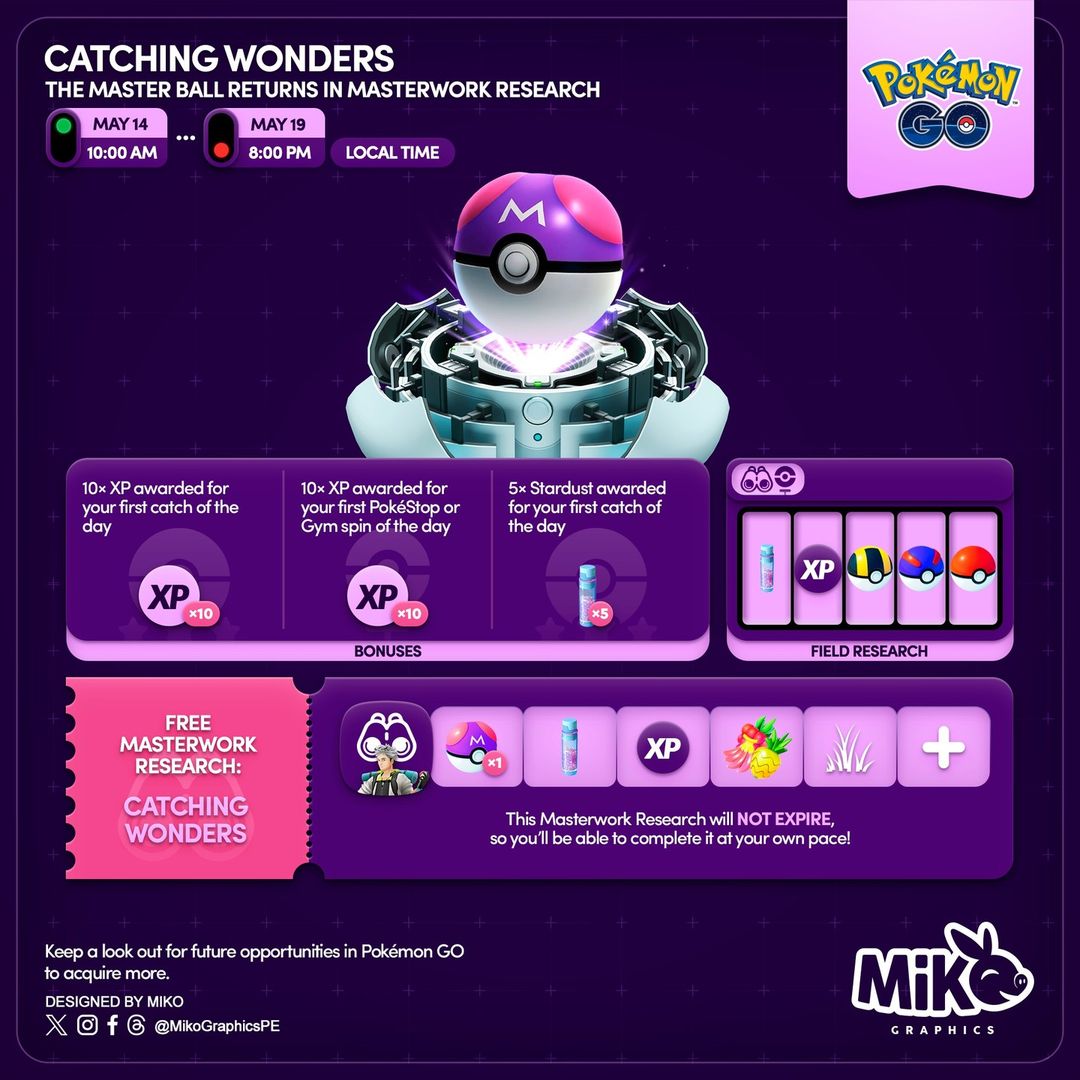 CATCHING WONDERS
THE MASTER BALL RETURNS IN MASTERWORK RESEARCH
MAY 14
10:00 AM
...
MAY 19
8:00 PM
LOCAL TIME
POKÉMON
GO
TM
M
10× XP awarded for
your first catch of the
day
XP
×10
10× XP awarded for
your first PokéStop or
Gym spin of the day
XP
×10
5× Stardust awarded
for your first catch of
the day
×5
BONUSES
XP
FIELD RESEARCH
FREE
MASTERWORK
RESEARCH:
CATCHING
WONDERS
M
×1
XP
+
This Masterwork Research will NOT EXPIRE,
so you'll be able to complete it at your own pace!
Keep a look out for future opportunities in Pokémon GO
to acquire more.
DESIGNED BY MIKO
@MikoGraphicsPE
MiKO
GRAPHICS